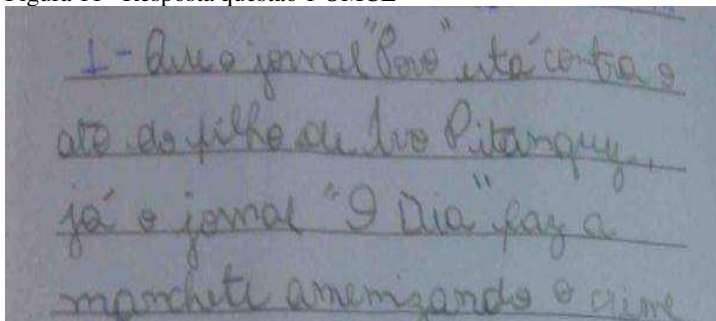 1- Que o jornal "Povo" está contra o
ato do filho de Ivo Pitanguy,
já o jornal "O Dia" faz a
manchete amenizando o crime